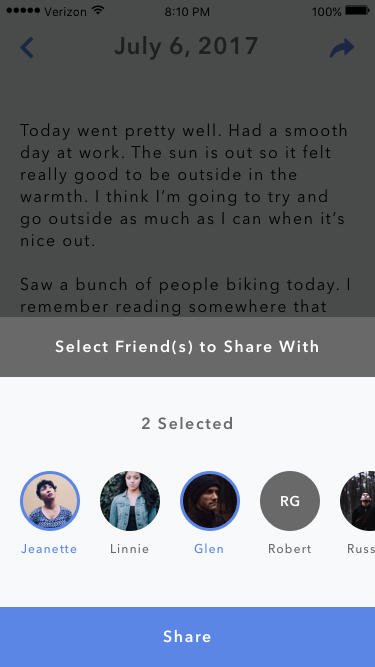 Verizon 8:10 PM 100%
July 6, 2017
Today went pretty well. Had a smooth
day at work. The sun is out so it felt
really good to be outside in the
warmth. I think I’m going to try and
go outside as much as I can when it’s
nice out.
Saw a bunch of people biking today. I
remember reading somewhere that
Select Friend(s) to Share With
2 Selected
RG
Jeanette Linnie Glen Robert Russ
Share